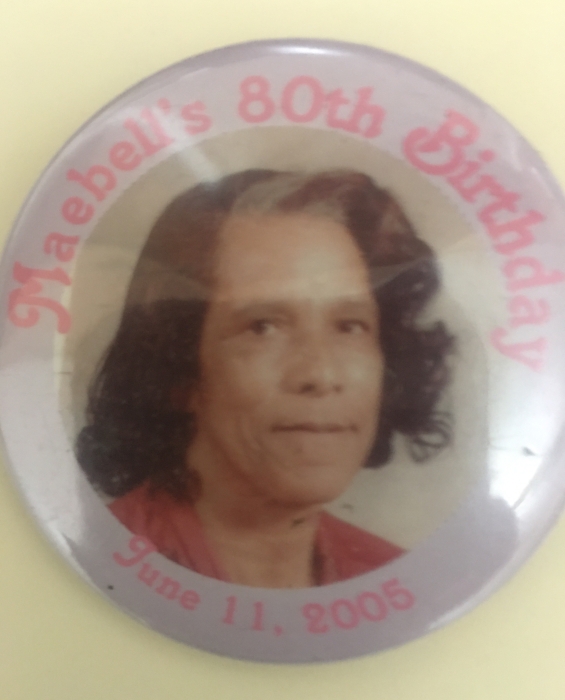 Maebell's 80th Birthday
June 11, 2005